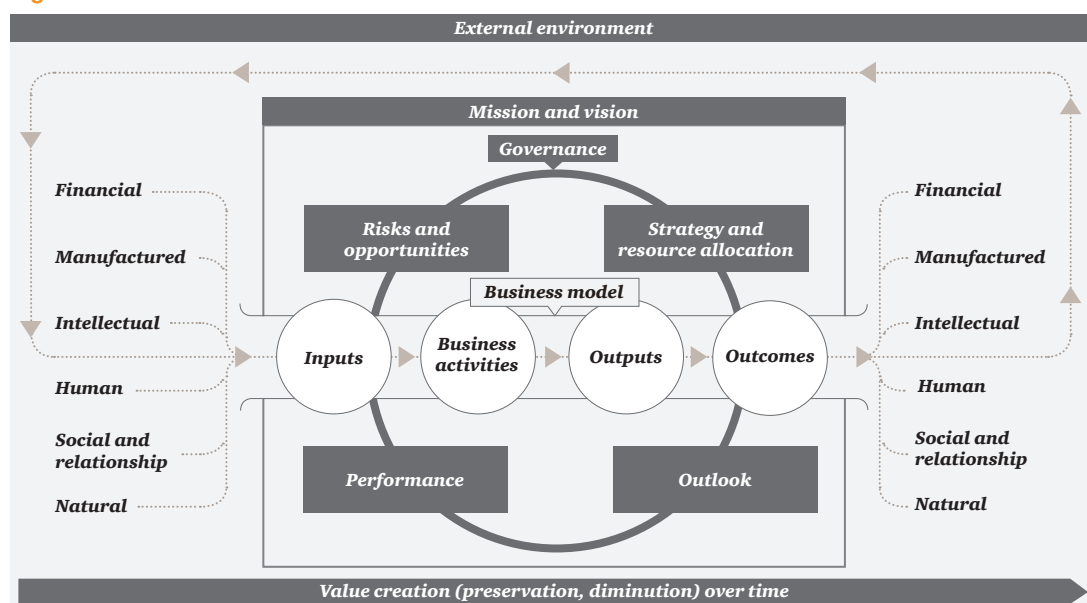 External environment
Mission and vision
Governance
Risks and
opportunities
Strategy and
resource allocation
Business model
Financial
Manufactured
Intellectual
Human
Social and
relationship
Natural
Inputs
Business
activities
Outputs
Outcomes
Performance
Outlook
Financial
Manufactured
Intellectual
Human
Social and
relationship
Natural
Value creation (preservation, diminution) over time